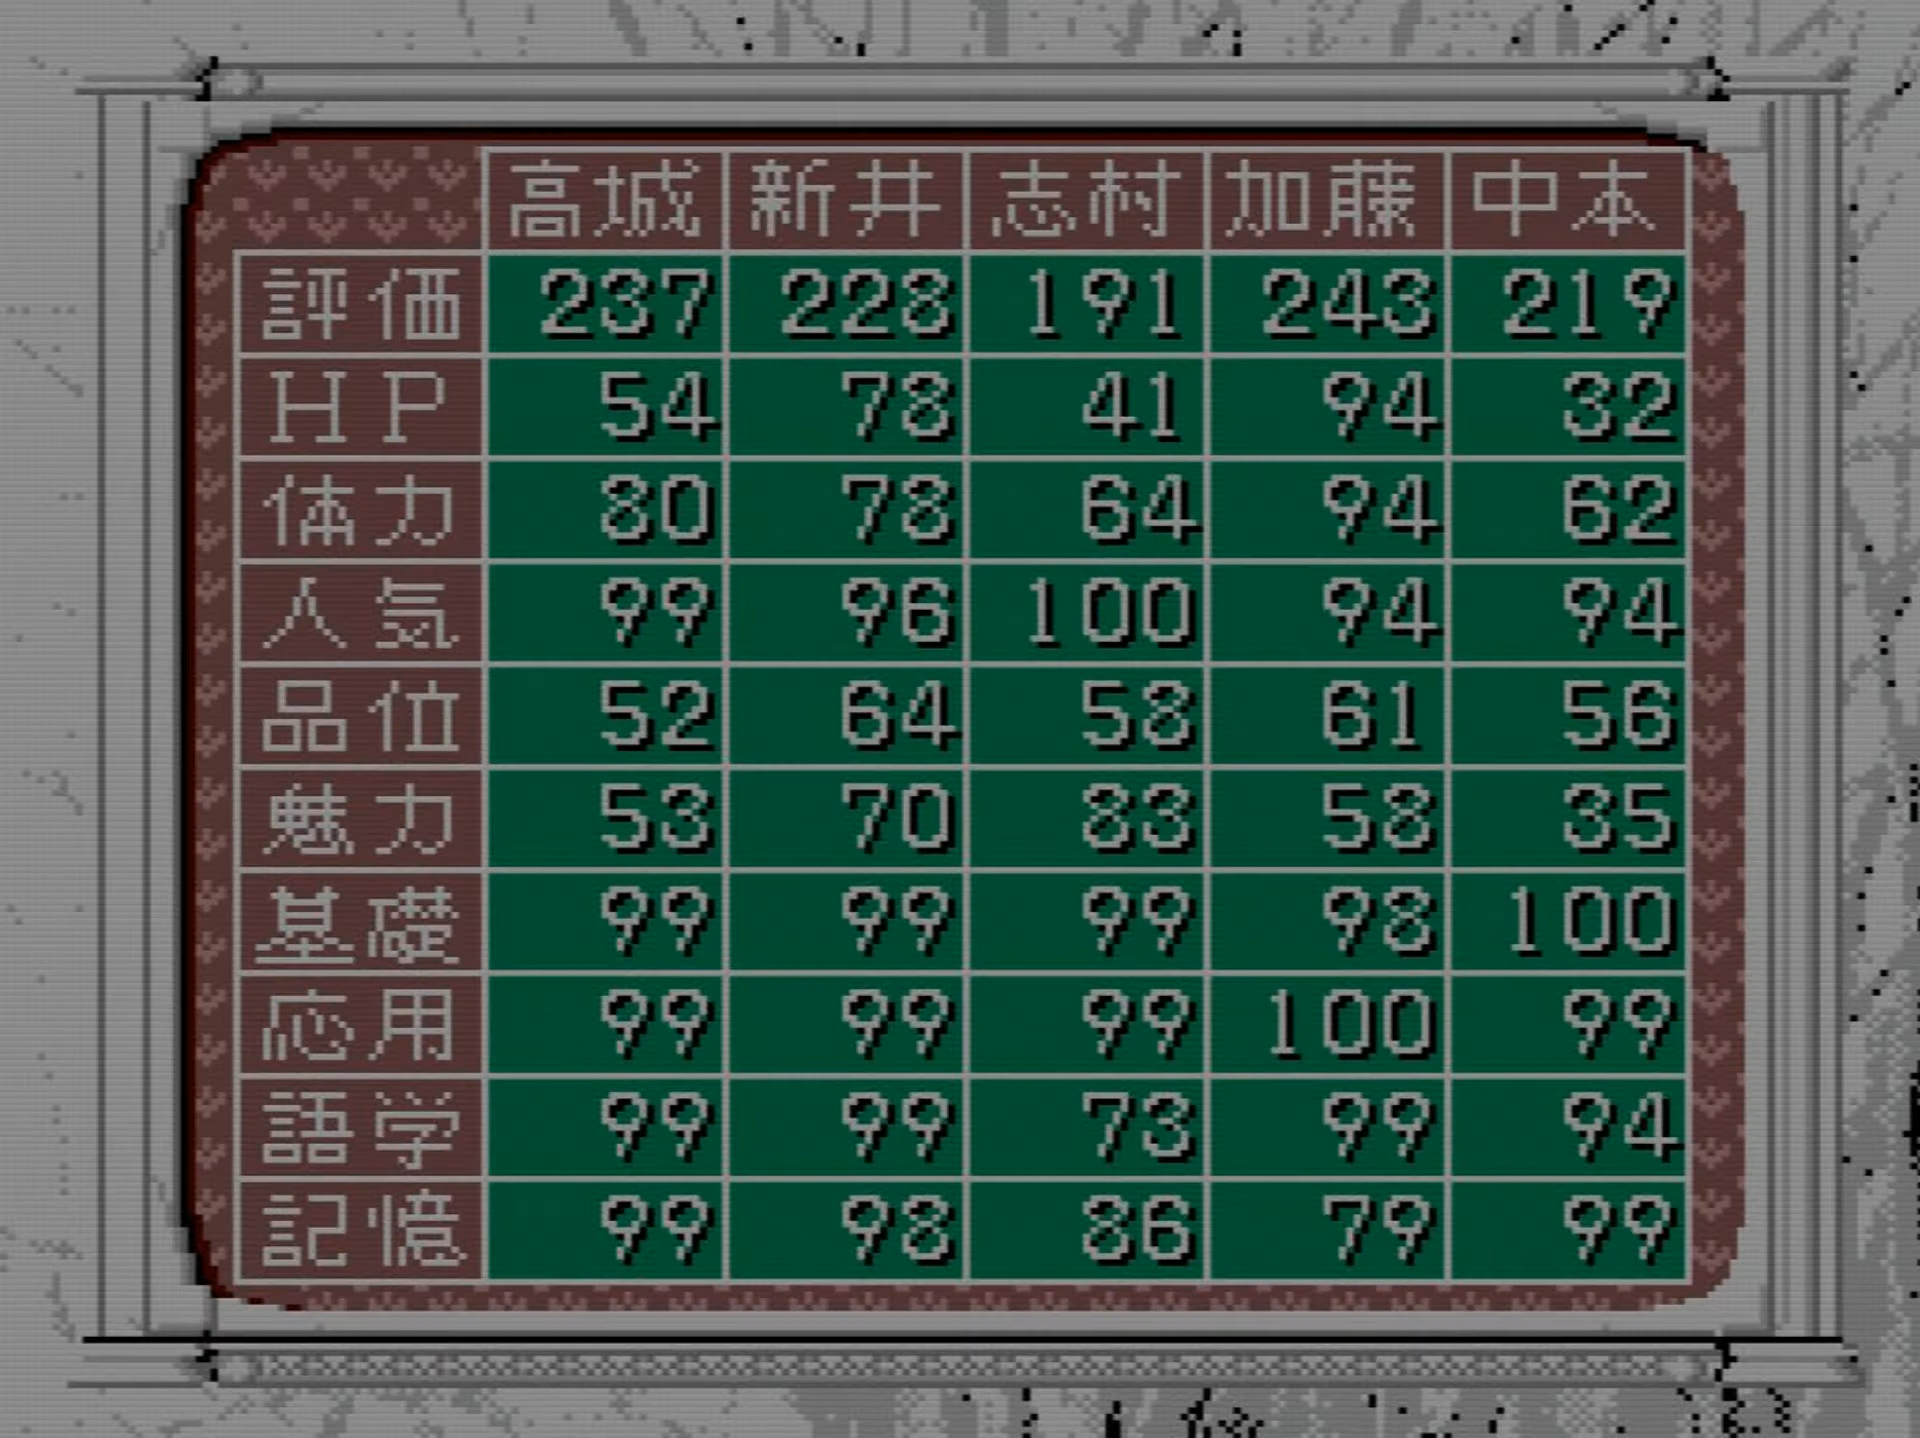 高城 新井 志村 加藤 中本
評価 237 228 191 243 219
HP 54 78 41 94 32
体力 80 78 64 94 62
人気 99 96 100 94 94
品位 52 64 58 61 56
魅力 53 70 83 58 35
基礎 99 99 99 98 100
応用 99 99 99 100 99
語学 99 99 73 99 94
記憶 99 98 86 79 99